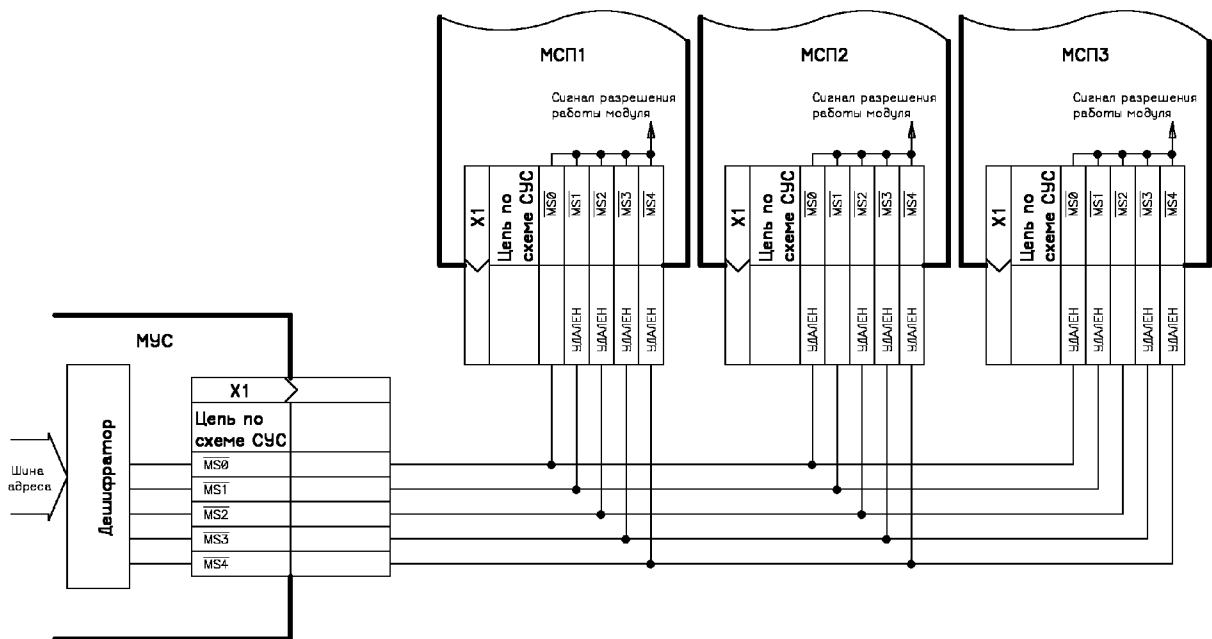 МСП1
Сигнал разрешения
работы модуля
X1
Цепь по
схеме СУС
MS0
MS1
MS2
MS3
MS4
УДАЛЕН
УДАЛЕН
УДАЛЕН
УДАЛЕН
МСП2
Сигнал разрешения
работы модуля
X1
Цепь по
схеме СУС
MS0
MS1
MS2
MS3
MS4
УДАЛЕН
УДАЛЕН
УДАЛЕН
УДАЛЕН
МСП3
Сигнал разрешения
работы модуля
X1
Цепь по
схеме СУС
MS0
MS1
MS2
MS3
MS4
УДАЛЕН
УДАЛЕН
УДАЛЕН
УДАЛЕН
МУС
Шина
адреса
Дешифратор
X1
Цепь по
схеме СУС
MS0
MS1
MS2
MS3
MS4